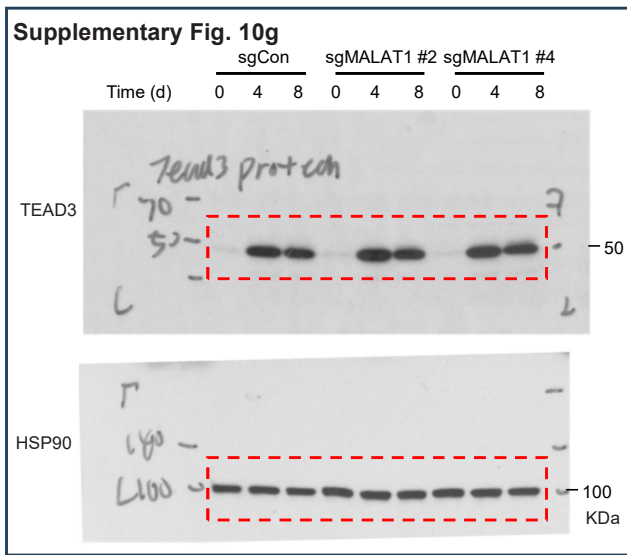 Supplementary Fig. 10g
sgCon sgMALAT1 #2 sgMALAT1 #4
Time (d) 0 4 8 0 4 8 0 4 8
Tead3 protech
70
TEAD3
50
50
HSP90
140
100
100
KDa